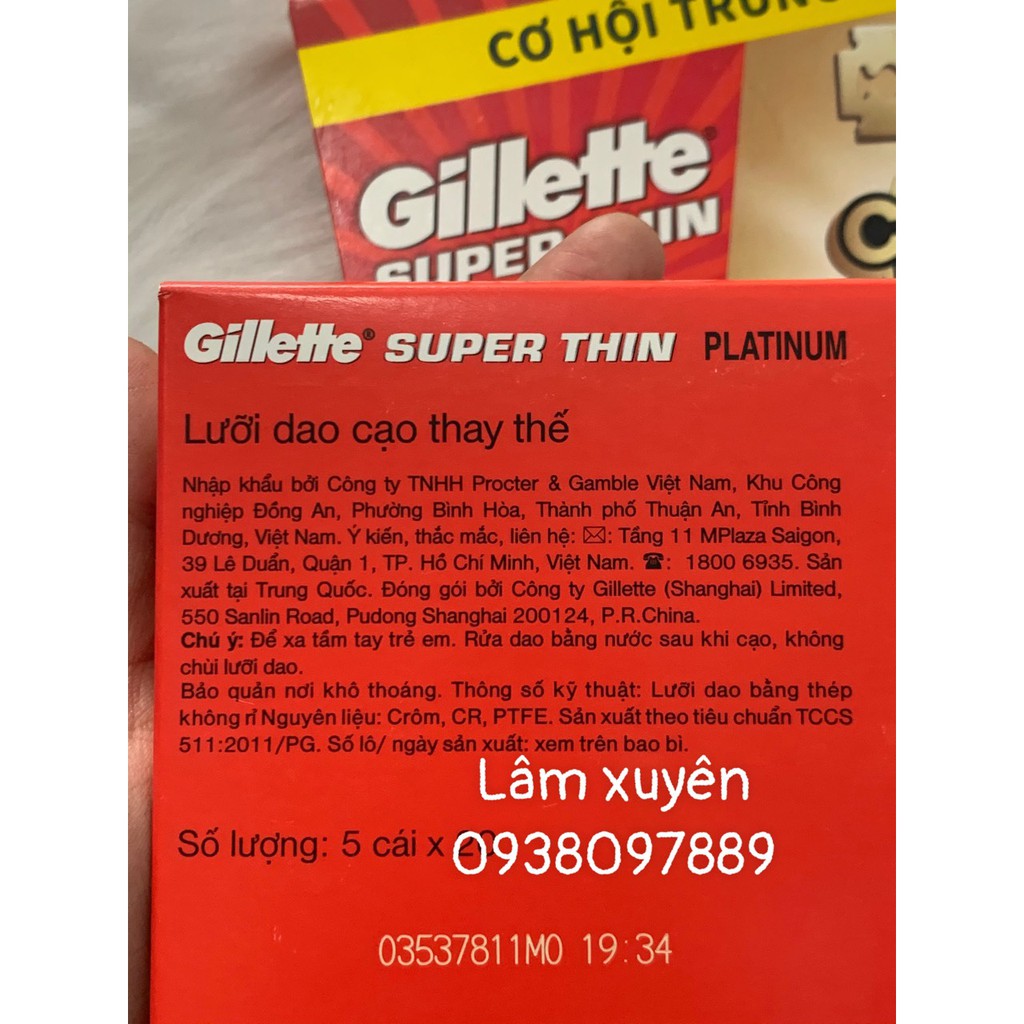 CƠ HỘI TRÚNG
Gillette®
SUPER THIN
C
Gillette® SUPER THIN PLATINUM
Lưỡi dao cạo thay thế
Nhập khẩu bởi Công ty TNHH Procter & Gamble Việt Nam, Khu Công
nghiệp Đồng An, Phường Bình Hòa, Thành phố Thuận An, Tỉnh Bình
Dương, Việt Nam. Ý kiến, thắc mắc, liên hệ: ✉: Tầng 11 MPlaza Saigon,
39 Lê Duẩn, Quận 1, TP. Hồ Chí Minh, Việt Nam. ☎: 1800 6935. Sản
xuất tại Trung Quốc. Đóng gói bởi Công ty Gillette (Shanghai) Limited,
550 Sanlin Road, Pudong Shanghai 200124, P.R.China.
Chú ý: Để xa tầm tay trẻ em. Rửa dao bằng nước sau khi cạo, không
chùi lưỡi dao.
Bảo quản nơi khô thoáng. Thông số kỹ thuật: Lưỡi dao bằng thép
không rỉ Nguyên liệu: Crôm, CR, PTFE. Sản xuất theo tiêu chuẩn TCCS
511:2011/PG. Số lô/ ngày sản xuất: xem trên bao bì.
Lâm xuyên
Số lượng: 5 cái x 20
0938097889
03537811M0 19:34